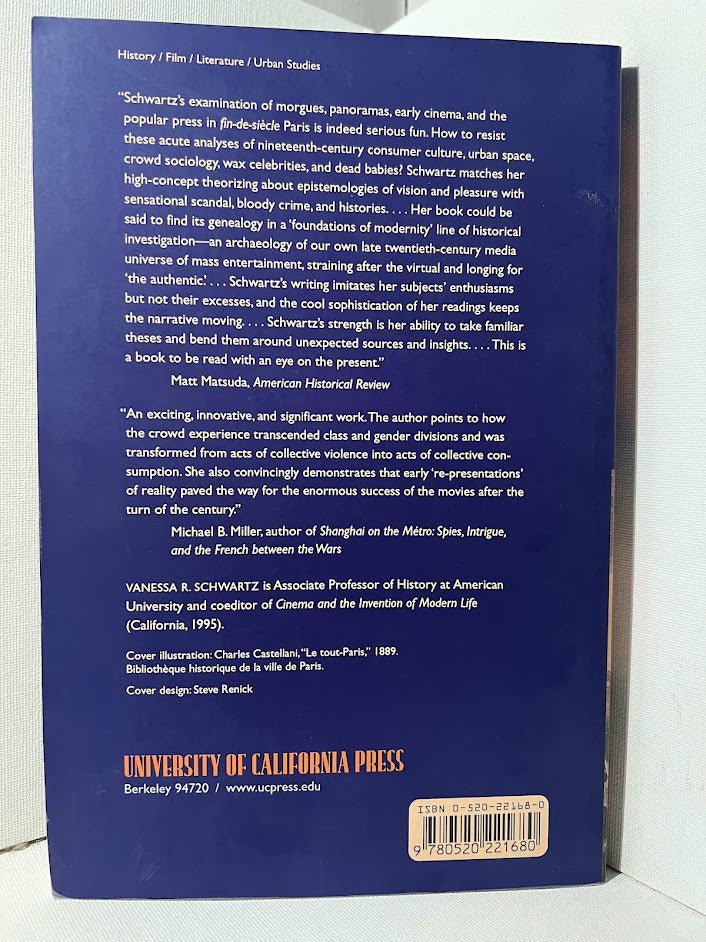 History / Film / Literature / Urban Studies
“Schwartz’s examination of morgues, panoramas, early cinema, and the
popular press in fin-de-siècle Paris is indeed serious fun. How to resist
these acute analyses of nineteenth-century consumer culture, urban space,
crowd sociology, wax celebrities, and dead babies? Schwartz matches her
high-concept theorizing about epistemologies of vision and pleasure with
sensational scandal, bloody crime, and histories. . . . Her book could be
said to find its genealogy in a ‘foundations of modernity’ line of historical
investigation—an archaeology of our own late twentieth-century media
universe of mass entertainment, straining after the virtual and longing for
‘the authentic.’ . . . Schwartz’s writing imitates her subjects’ enthusiasms
but not their excesses, and the cool sophistication of her readings keeps
the narrative moving. . . . Schwartz’s strength is her ability to take familiar
theses and bend them around unexpected sources and insights. . . . This is
a book to be read with an eye on the present.”
Matt Matsuda, American Historical Review
“An exciting, innovative, and significant work. The author points to how
the crowd experience transcended class and gender divisions and was
transformed from acts of collective violence into acts of collective con-
sumption. She also convincingly demonstrates that early ‘re-presentations’
of reality paved the way for the enormous success of the movies after the
turn of the century.”
Michael B. Miller, author of Shanghai on the Métro: Spies, Intrigue,
and the French between the Wars
VANESSA R. SCHWARTZ is Associate Professor of History at American
University and coeditor of Cinema and the Invention of Modern Life
(California, 1995).
Cover illustration: Charles Castellani, “Le tout-Paris,” 1889.
Bibliothèque historique de la ville de Paris.
Cover design: Steve Renick
UNIVERSITY OF CALIFORNIA PRESS
Berkeley 94720 / www.ucpress.edu
ISBN 0-520-22168-0
9 780520 221680